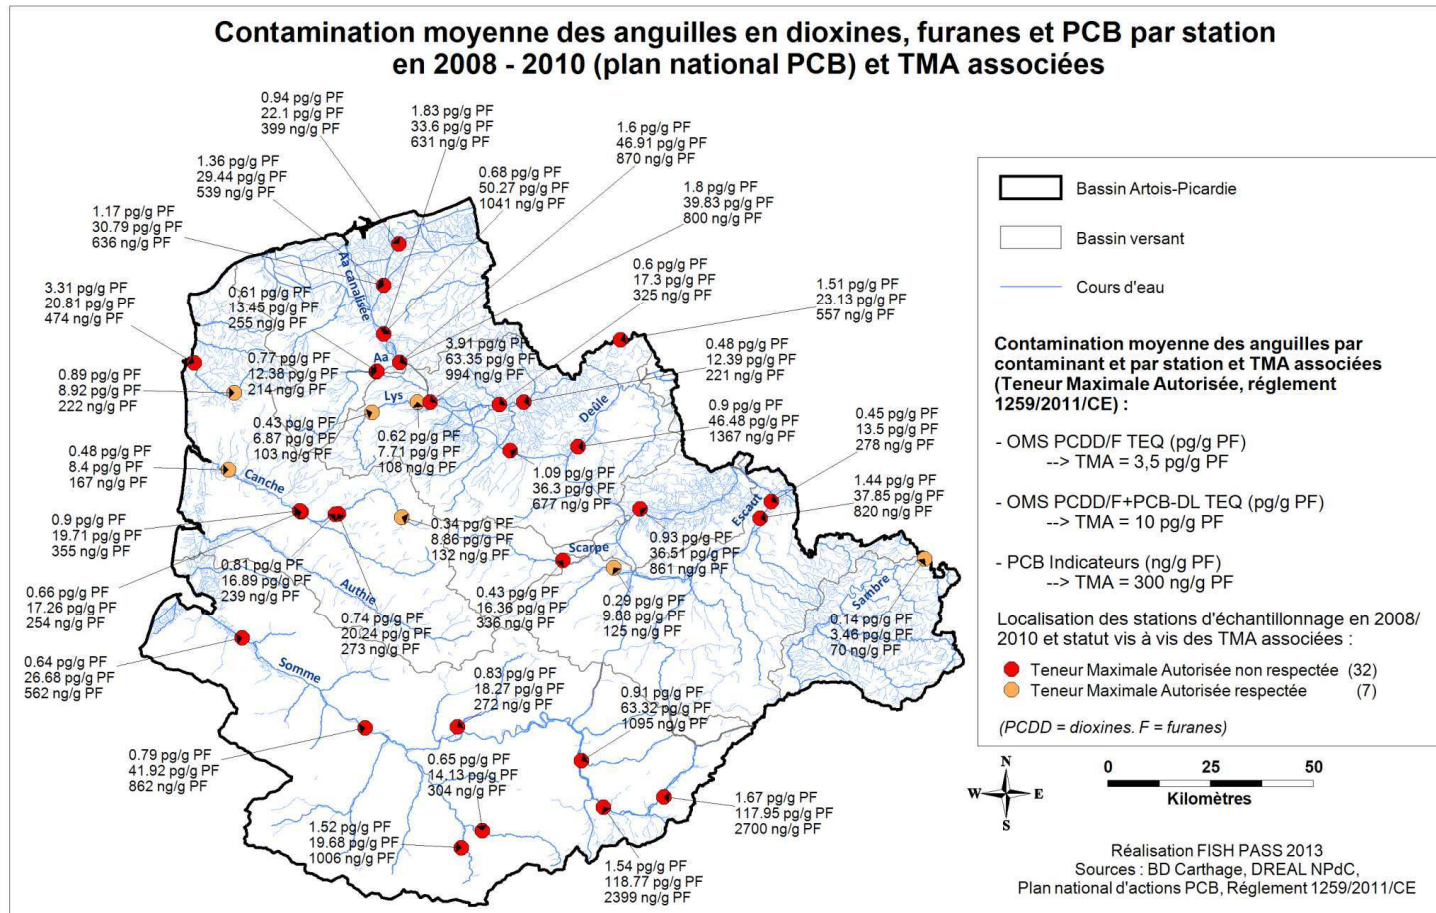 Contamination moyenne des anguilles en dioxines, furanes et PCB par station
en 2008 - 2010 (plan national PCB) et TMA associées
0.94 pg/g PF
22.1 pg/g PF
399 ng/g PF
1.83 pg/g PF
33.6 pg/g PF
631 ng/g PF
1.6 pg/g PF
46.91 pg/g PF
870 ng/g PF
1.36 pg/g PF
29.44 pg/g PF
539 ng/g PF
0.68 pg/g PF
50.27 pg/g PF
1041 ng/g PF
1.8 pg/g PF
39.83 pg/g PF
800 ng/g PF
1.17 pg/g PF
30.79 pg/g PF
636 ng/g PF
0.6 pg/g PF
17.3 pg/g PF
325 ng/g PF
1.51 pg/g PF
23.13 pg/g PF
557 ng/g PF
3.31 pg/g PF
20.81 pg/g PF
474 ng/g PF
0.61 pg/g PF
13.45 pg/g PF
255 ng/g PF
Aa canalisée
Aa
3.91 pg/g PF
63.35 pg/g PF
994 ng/g PF
0.48 pg/g PF
12.39 pg/g PF
221 ng/g PF
0.77 pg/g PF
12.38 pg/g PF
214 ng/g PF
0.89 pg/g PF
8.92 pg/g PF
222 ng/g PF
Lys
Deûle
0.9 pg/g PF
46.48 pg/g PF
1367 ng/g PF
0.45 pg/g PF
13.5 pg/g PF
278 ng/g PF
0.43 pg/g PF
6.87 pg/g PF
103 ng/g PF
0.62 pg/g PF
7.71 pg/g PF
108 ng/g PF
0.48 pg/g PF
8.4 pg/g PF
167 ng/g PF
Canche
1.09 pg/g PF
36.3 pg/g PF
677 ng/g PF
1.44 pg/g PF
37.85 pg/g PF
820 ng/g PF
Escaut
0.9 pg/g PF
19.71 pg/g PF
355 ng/g PF
0.34 pg/g PF
8.86 pg/g PF
132 ng/g PF
Scarpe
0.93 pg/g PF
36.51 pg/g PF
861 ng/g PF
0.81 pg/g PF
16.89 pg/g PF
239 ng/g PF
Authie
0.66 pg/g PF
17.26 pg/g PF
254 ng/g PF
0.43 pg/g PF
16.36 pg/g PF
336 ng/g PF
0.29 pg/g PF
pg/g PF
125 ng/g PF
Sambre
0.14 pg/g PF
3.46 pg/g PF
70 ng/g PF
0.74 pg/g PF
20.24 pg/g PF
273 ng/g PF
0.64 pg/g PF
26.68 pg/g PF
562 ng/g PF
Somme
0.83 pg/g PF
18.27 pg/g PF
272 ng/g PF
0.91 pg/g PF
63.32 pg/g PF
1095 ng/g PF
0.79 pg/g PF
41.92 pg/g PF
862 ng/g PF
0.65 pg/g PF
14.13 pg/g PF
304 ng/g PF
1.67 pg/g PF
117.95 pg/g PF
2700 ng/g PF
1.52 pg/g PF
19.68 pg/g PF
1006 ng/g PF
1.54 pg/g PF
118.77 pg/g PF
2399 ng/g PF
Bassin Artois-Picardie
Bassin versant
Cours d'eau
Contamination moyenne des anguilles par
contaminant et par station et TMA associées
(Teneur Maximale Autorisée, réglement
1259/2011/CE) :
- OMS PCDD/F TEQ (pg/g PF)
--> TMA = 3,5 pg/g PF
- OMS PCDD/F+PCB-DL TEQ (pg/g PF)
--> TMA = 10 pg/g PF
- PCB Indicateurs (ng/g PF)
--> TMA = 300 ng/g PF
Localisation des stations d'échantillonnage en 2008/
2010 et statut vis à vis des TMA associées :
Teneur Maximale Autorisée non respectée (32)
Teneur Maximale Autorisée respectée (7)
(PCDD = dioxines. F = furanes)
N
W E
S
0 25 50
Kilomètres
Réalisation FISH PASS 2013
Sources : BD Carthage, DREAL NPdC,
Plan national d'actions PCB, Réglement 1259/2011/CE